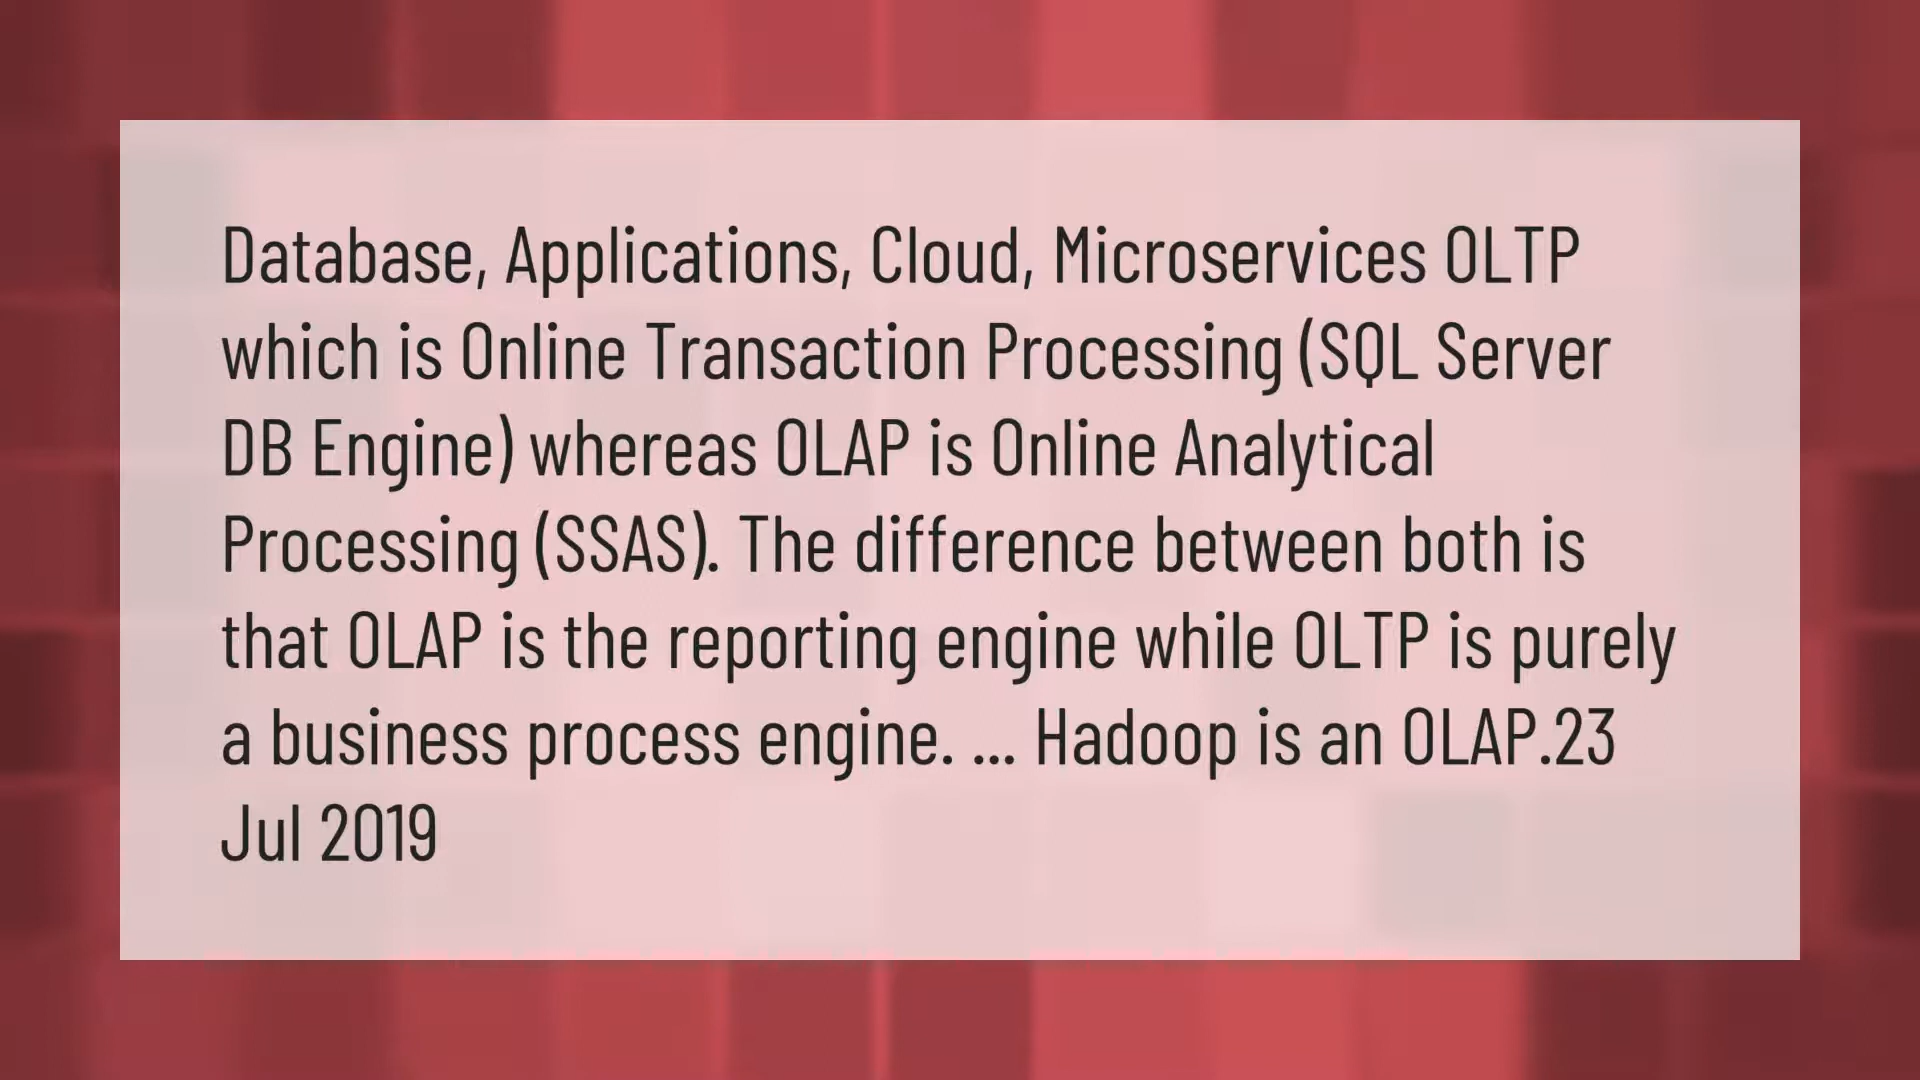 Database, Applications, Cloud, Microservices OLTP
which is Online Transaction Processing (SQL Server
DB Engine) whereas OLAP is Online Analytical
Processing (SSAS). The difference between both is
that OLAP is the reporting engine while OLTP is purely
a business process engine. ... Hadoop is an OLAP.23
Jul 2019